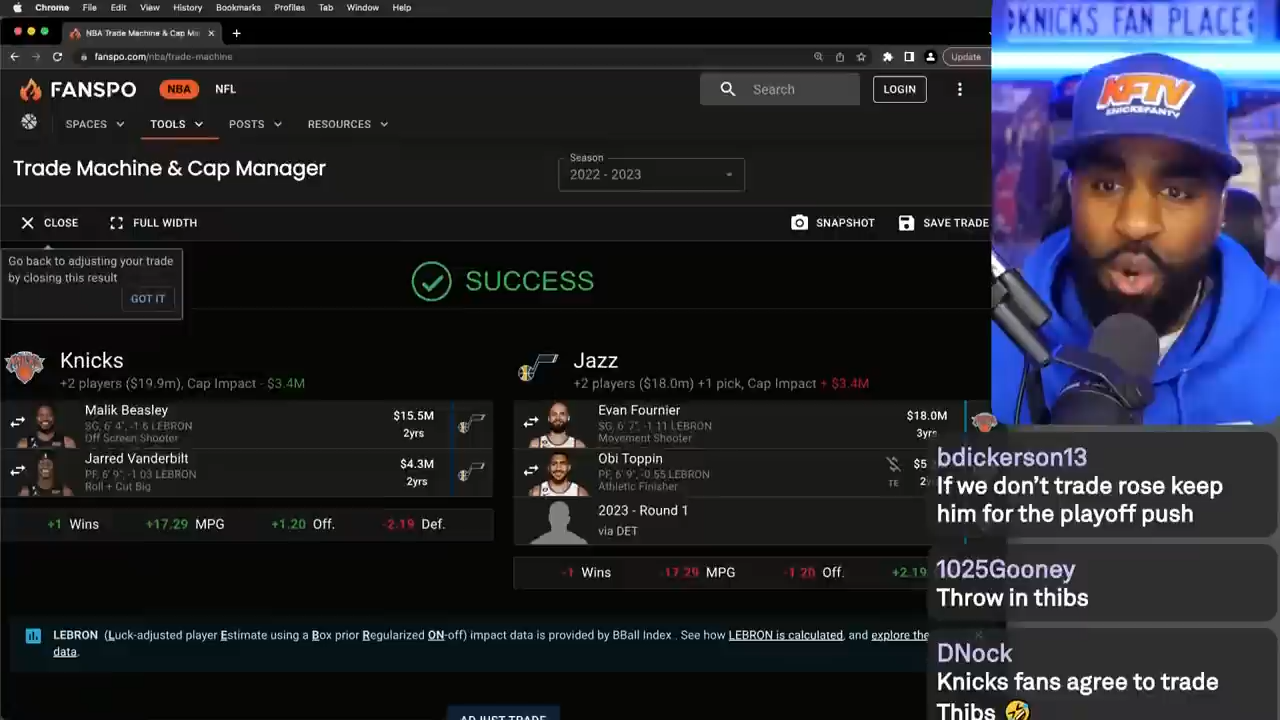 Chrome File Edit View History Bookmarks Profiles Tab Window Help
NBA Trade Machine & Cap Ma
fanspo.com/nba/trade-machine
Update
FANSPO NBA NFL
Search
LOGIN
SPACES TOOLS POSTS RESOURCES
Trade Machine & Cap Manager
Season
2022 - 2023
CLOSE FULL WIDTH SNAPSHOT SAVE TRADE
Go back to adjusting your trade
by closing this result
GOT IT
SUCCESS
Knicks
+2 players ($19.9m), Cap Impact - $3.4M
Malik Beasley
SG, 6' 4", -1.6 LEBRON
Off Screen Shooter
$15.5M
2yrs
Jarred Vanderbilt
PF, 6' 9", -1.03 LEBRON
Roll + Cut Big
$4.3M
2yrs
+1 Wins +17.29 MPG +1.20 Off. -2.19 Def.
Jazz
+2 players ($18.0m) +1 pick, Cap Impact + $3.4M
Evan Fournier
SG, 6' 7", -1.11 LEBRON
Movement Shooter
$18.0M
3yrs
Obi Toppin
PF, 6' 9", -0.55 LEBRON
Athletic Finisher
TE
$5
2
2023 - Round 1
via DET
-1 Wins -17.29 MPG -1.20 Off. +2.19
LEBRON (Luck-adjusted player Estimate using a Box prior Regularized ON-off) impact data is provided by BBall Index . See how LEBRON is calculated, and explore the
data.
ADJUST TRADE
KNICKS FAN PLACE
KFTV
KNICKSFANTV
bdickerson13
If we don't trade rose keep
him for the playoff push
1025Gooney
Throw in thibs
DNock
Knicks fans agree to trade
Thibs 🤣